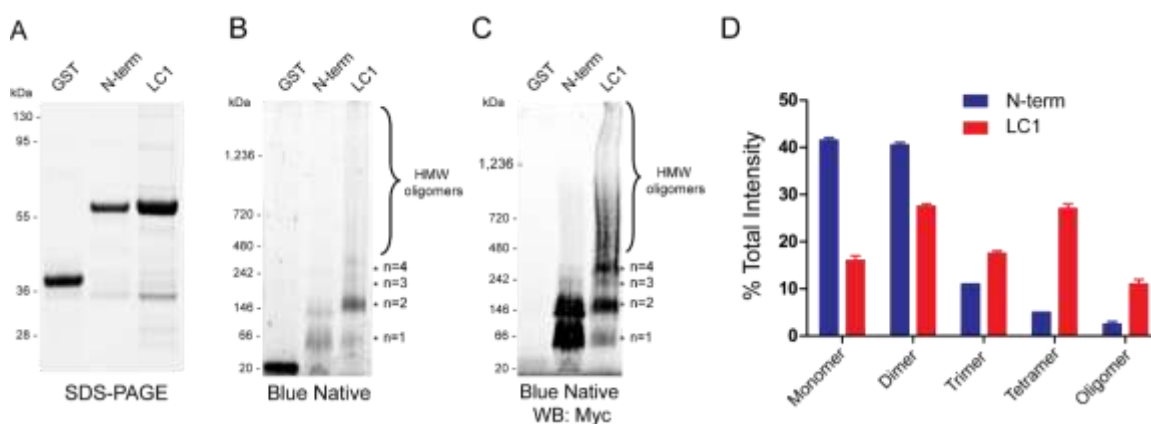 A
GST
N-term
LC1
kDa
130 -
95 -
55 -
36 -
28 -
SDS-PAGE
B
GST
N-term
LC1
kDa
1,236 -
720 -
480 -
242 -
146 -
66 -
20 -
HMW
oligomers
n=4
n=3
n=2
n=1
Blue Native
C
GST
N-term
LC1
kDa
1,236 -
720 -
480 -
242 -
146 -
66 -
20 -
HMW
oligomers
n=4
n=3
n=2
n=1
Blue Native
WB: Myc
D
N-term
LC1
% Total Intensity
50
40
30
20
10
0
Monomer
Dimer
Trimer
Tetramer
Oligomer